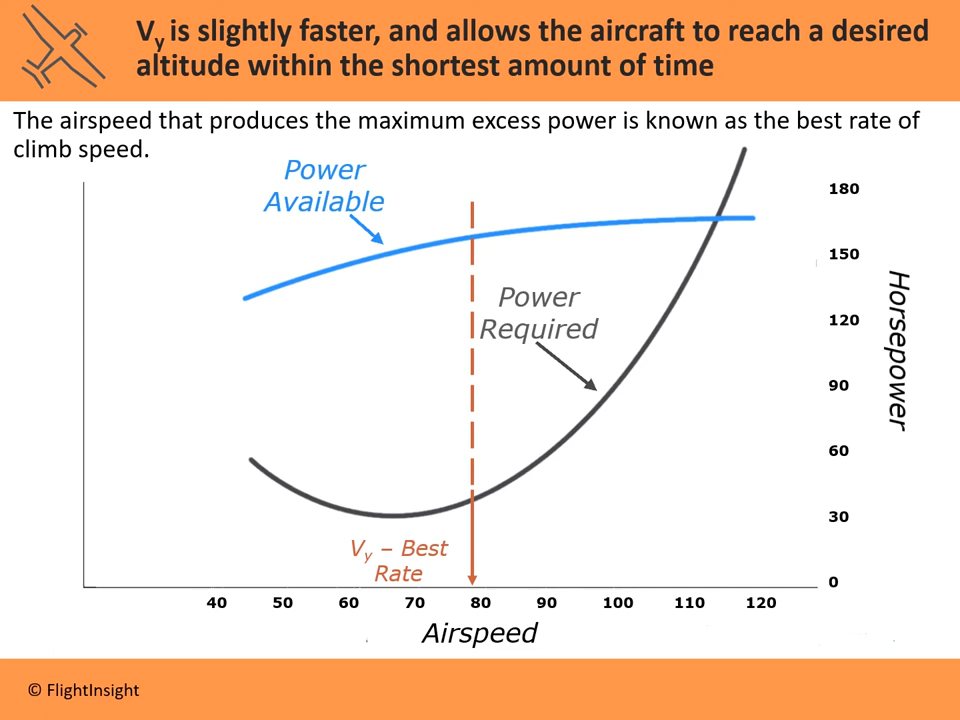 Vy is slightly faster, and allows the aircraft to reach a desired
altitude within the shortest amount of time
The airspeed that produces the maximum excess power is known as the best rate of
climb speed.
Power
Available
180
150
Power
Required
120
90
60
30
0
Horsepower
Vy – Best
Rate
40 50 60 70 80 90 100 110 120
Airspeed
© FlightInsight